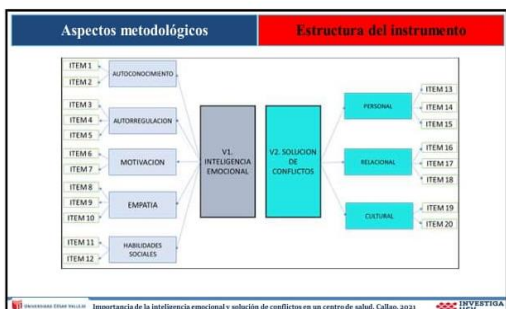 Aspectos metodológicos
Estructura del instrumento
ITEM 1
ITEM 2
AUTOCONOCIMIENTO
ITEM 3
ITEM 4
ITEM 5
AUTORREGULACION
ITEM 6
ITEM 7
MOTIVACION
ITEM 8
ITEM 9
ITEM 10
EMPATIA
ITEM 11
ITEM 12
HABILIDADES
SOCIALES
V1.
INTELIGENCIA
EMOCIONAL
V2. SOLUCION
DE
CONFLICTOS
PERSONAL
ITEM 13
ITEM 14
ITEM 15
RELACIONAL
ITEM 16
ITEM 17
ITEM 18
CULTURAL
ITEM 19
ITEM 20
UNIVERSIDAD CÉSAR VALLEJO
Importancia de la inteligencia emocional y solución de conflictos en un centro de salud, Callao, 2021
INVESTIGA
UCV